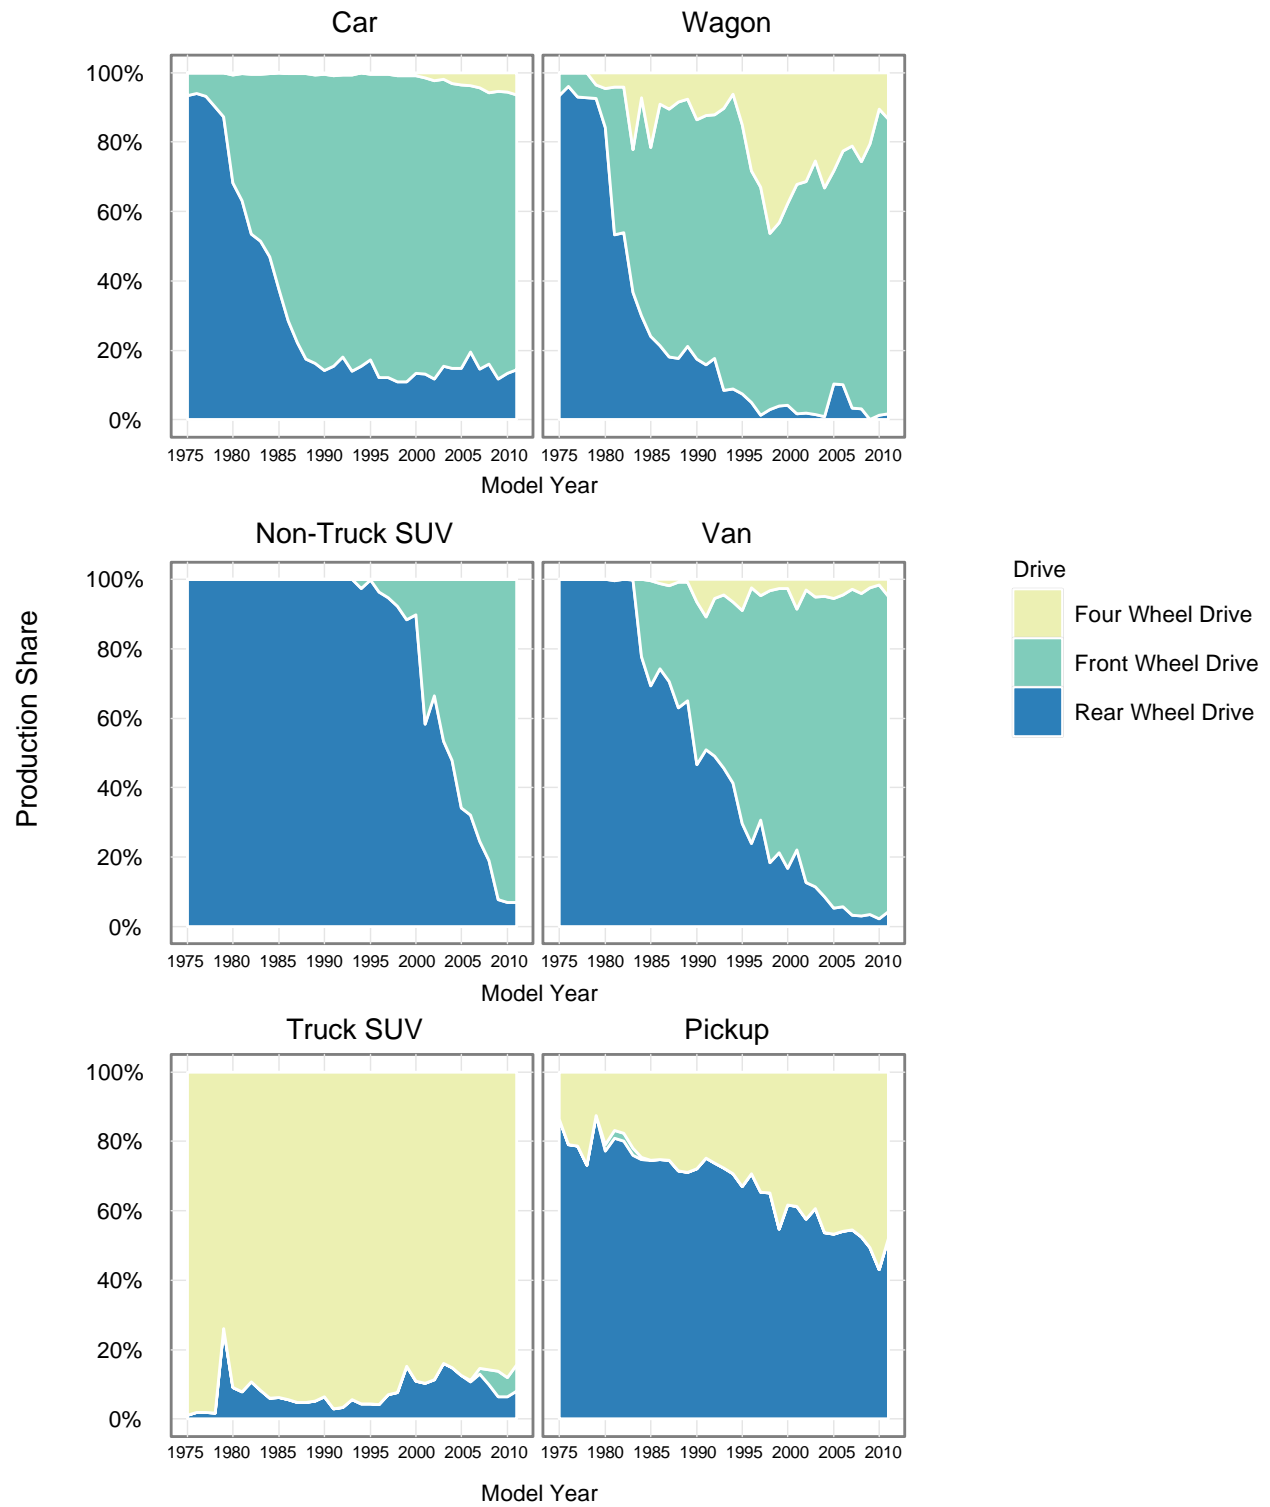 Car Wagon
100%
80%
60%
40%
20%
0%
1975 1980 1985 1990 1995 2000 2005 2010 1975 1980 1985 1990 1995 2000 2005 2010
Model Year
Non-Truck SUV Van
100%
80%
60%
40%
20%
0%
1975 1980 1985 1990 1995 2000 2005 2010 1975 1980 1985 1990 1995 2000 2005 2010
Model Year
Truck SUV Pickup
100%
80%
60%
40%
20%
0%
1975 1980 1985 1990 1995 2000 2005 2010 1975 1980 1985 1990 1995 2000 2005 2010
Model Year
Production Share
Drive
Four Wheel Drive
Front Wheel Drive
Rear Wheel Drive